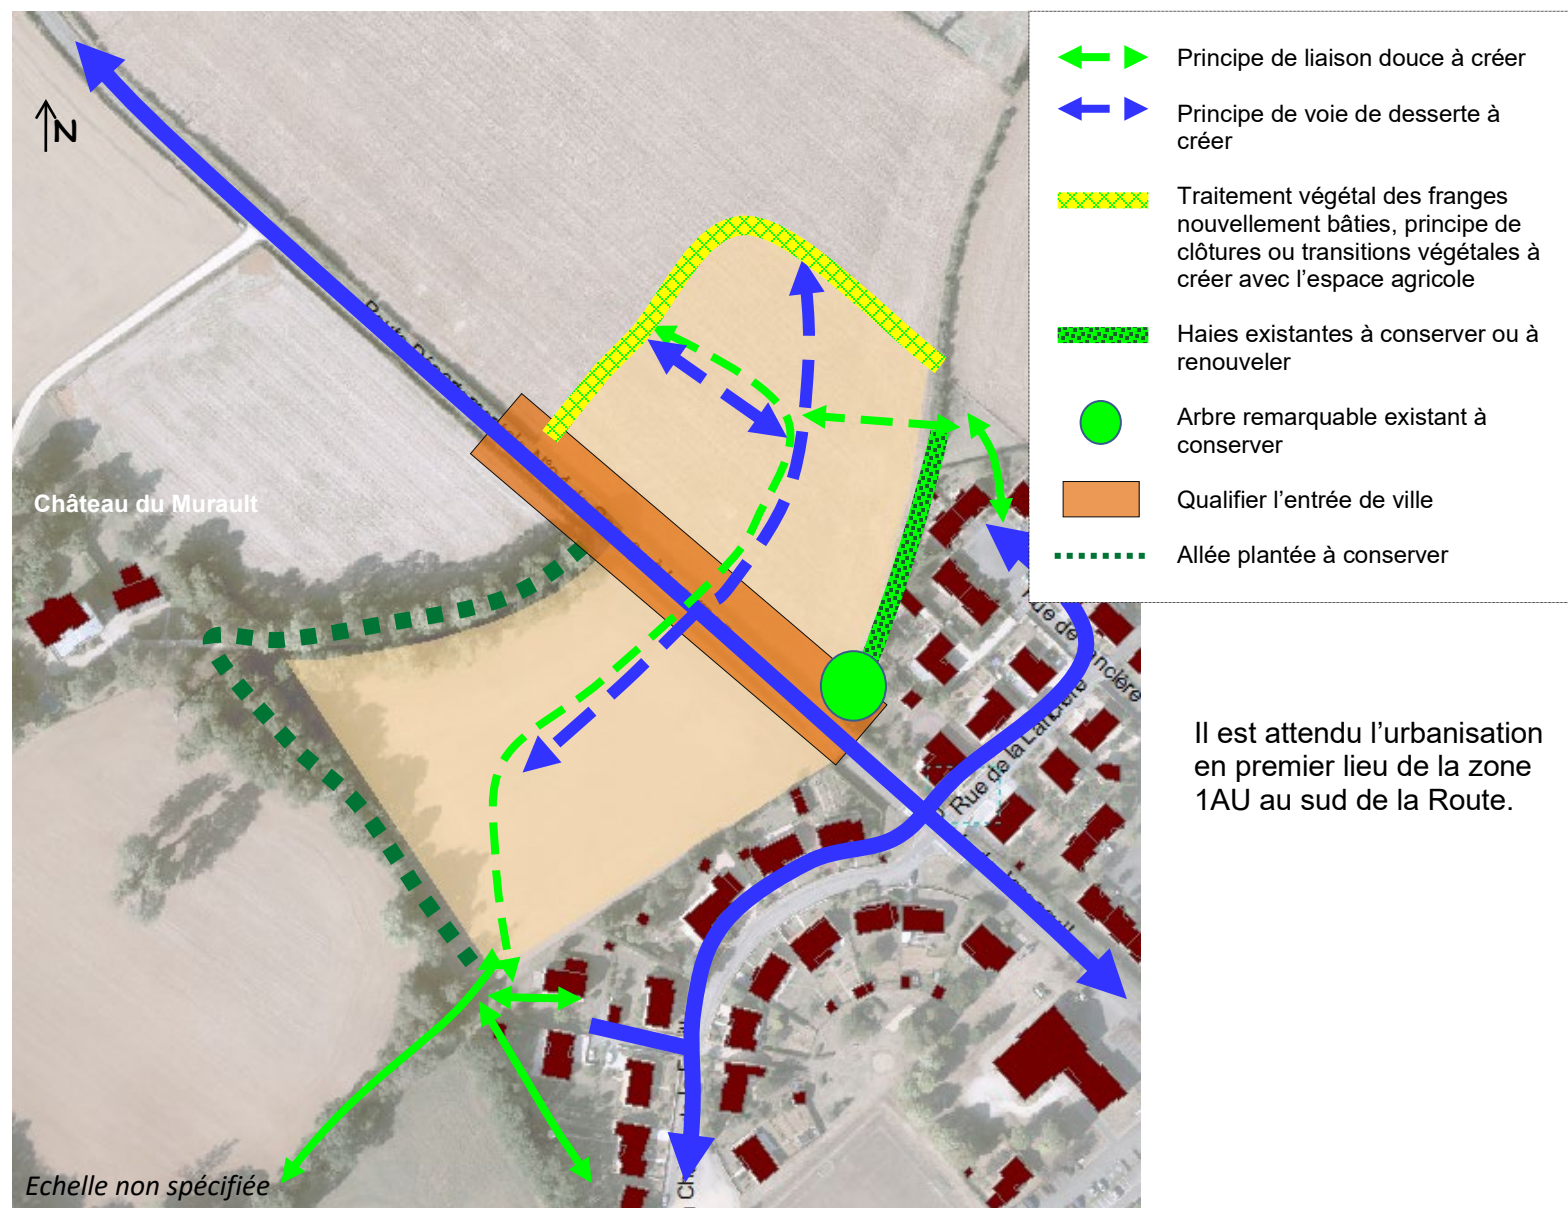 N
Principe de liaison douce à créer
Principe de voie de desserte à
créer
Traitement végétal des franges
nouvellement bâties, principe de
clôtures ou transitions végétales à
créer avec l’espace agricole
Haies existantes à conserver ou à
renouveler
Arbre remarquable existant à
conserver
Qualifier l’entrée de ville
Allée plantée à conserver
Château du Murault
Rue de la Lancière
Il est attendu l’urbanisation
en premier lieu de la zone
1AU au sud de la Route.
Echelle non spécifiée